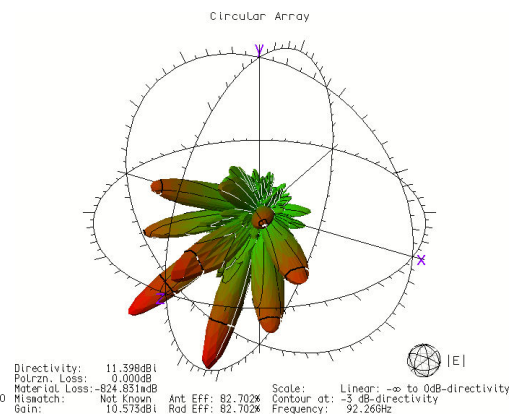 Circular Array
Y
X
Z
|E|
Directivity: 11.398dBi
Polrzn. Loss: 0.000dB
Material Loss:-824.831mdB Scale: Linear: -∞ to 0dB-directivity
O Mismatch: Not Known Ant Eff: 82.702% Contour at: -3 dB-directivity
Gain: 10.573dBi Rad Eff: 82.702% Frequency: 92.26GHz